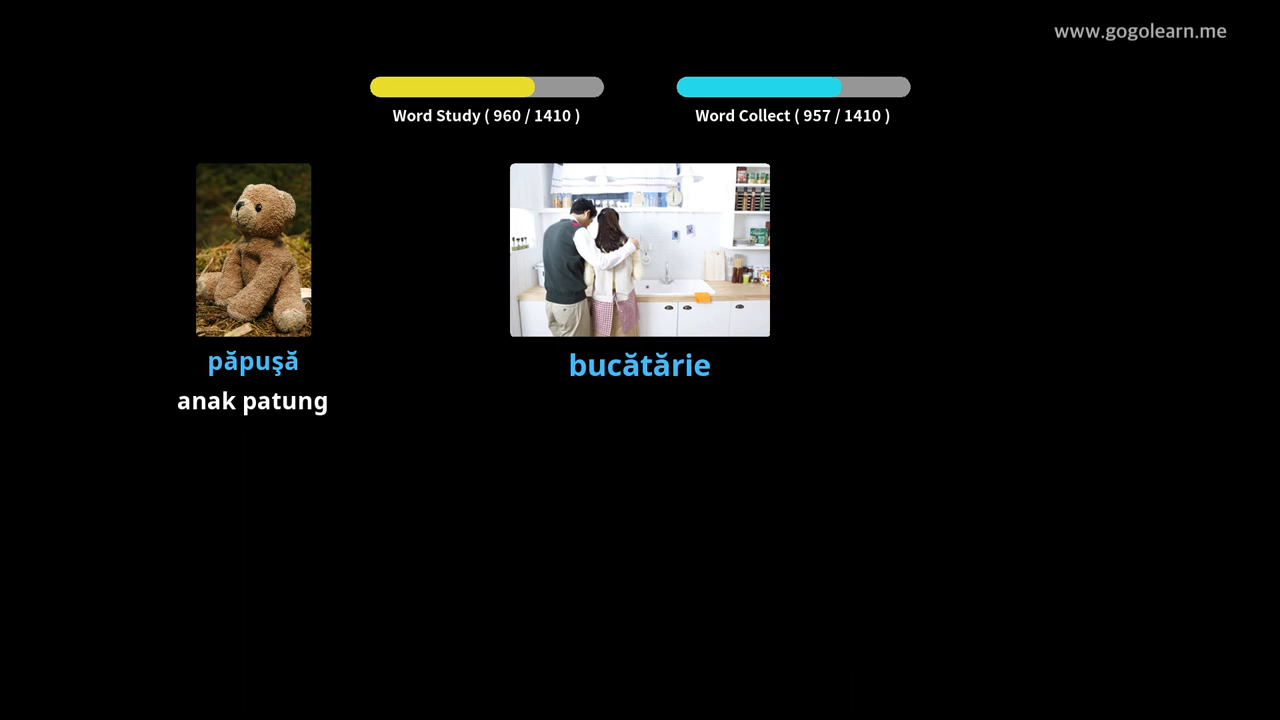 www.gogolearn.me
Word Study ( 960 / 1410 )
Word Collect ( 957 / 1410 )
păpuşă
anak patung
bucătărie